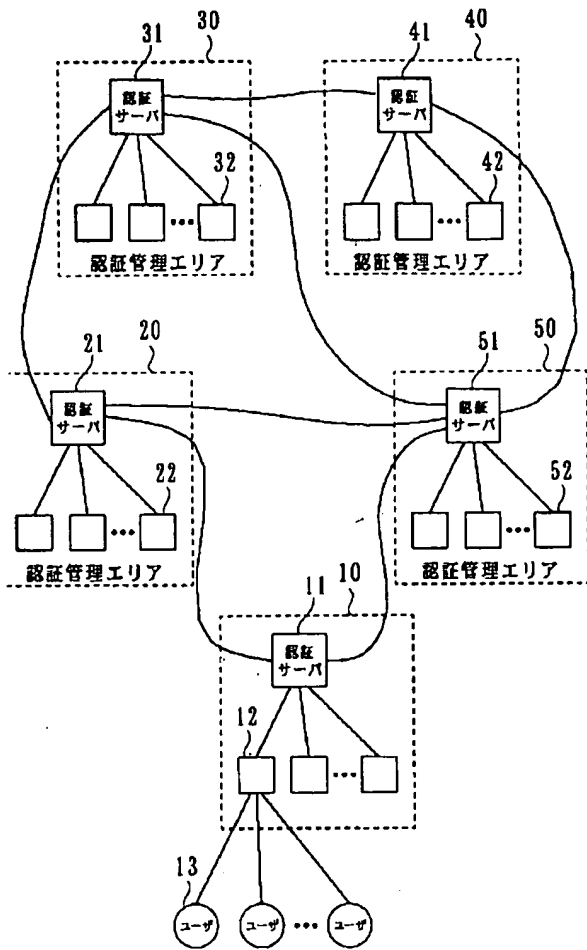 30
40
31
41
認証
サーバ
認証
サーバ
32
42
認証管理エリア
認証管理エリア
20
50
21
51
認証
サーバ
認証
サーバ
22
52
認証管理エリア
認証管理エリア
10
11
認証
サーバ
12
13
ユーザ
ユーザ
ユーザ